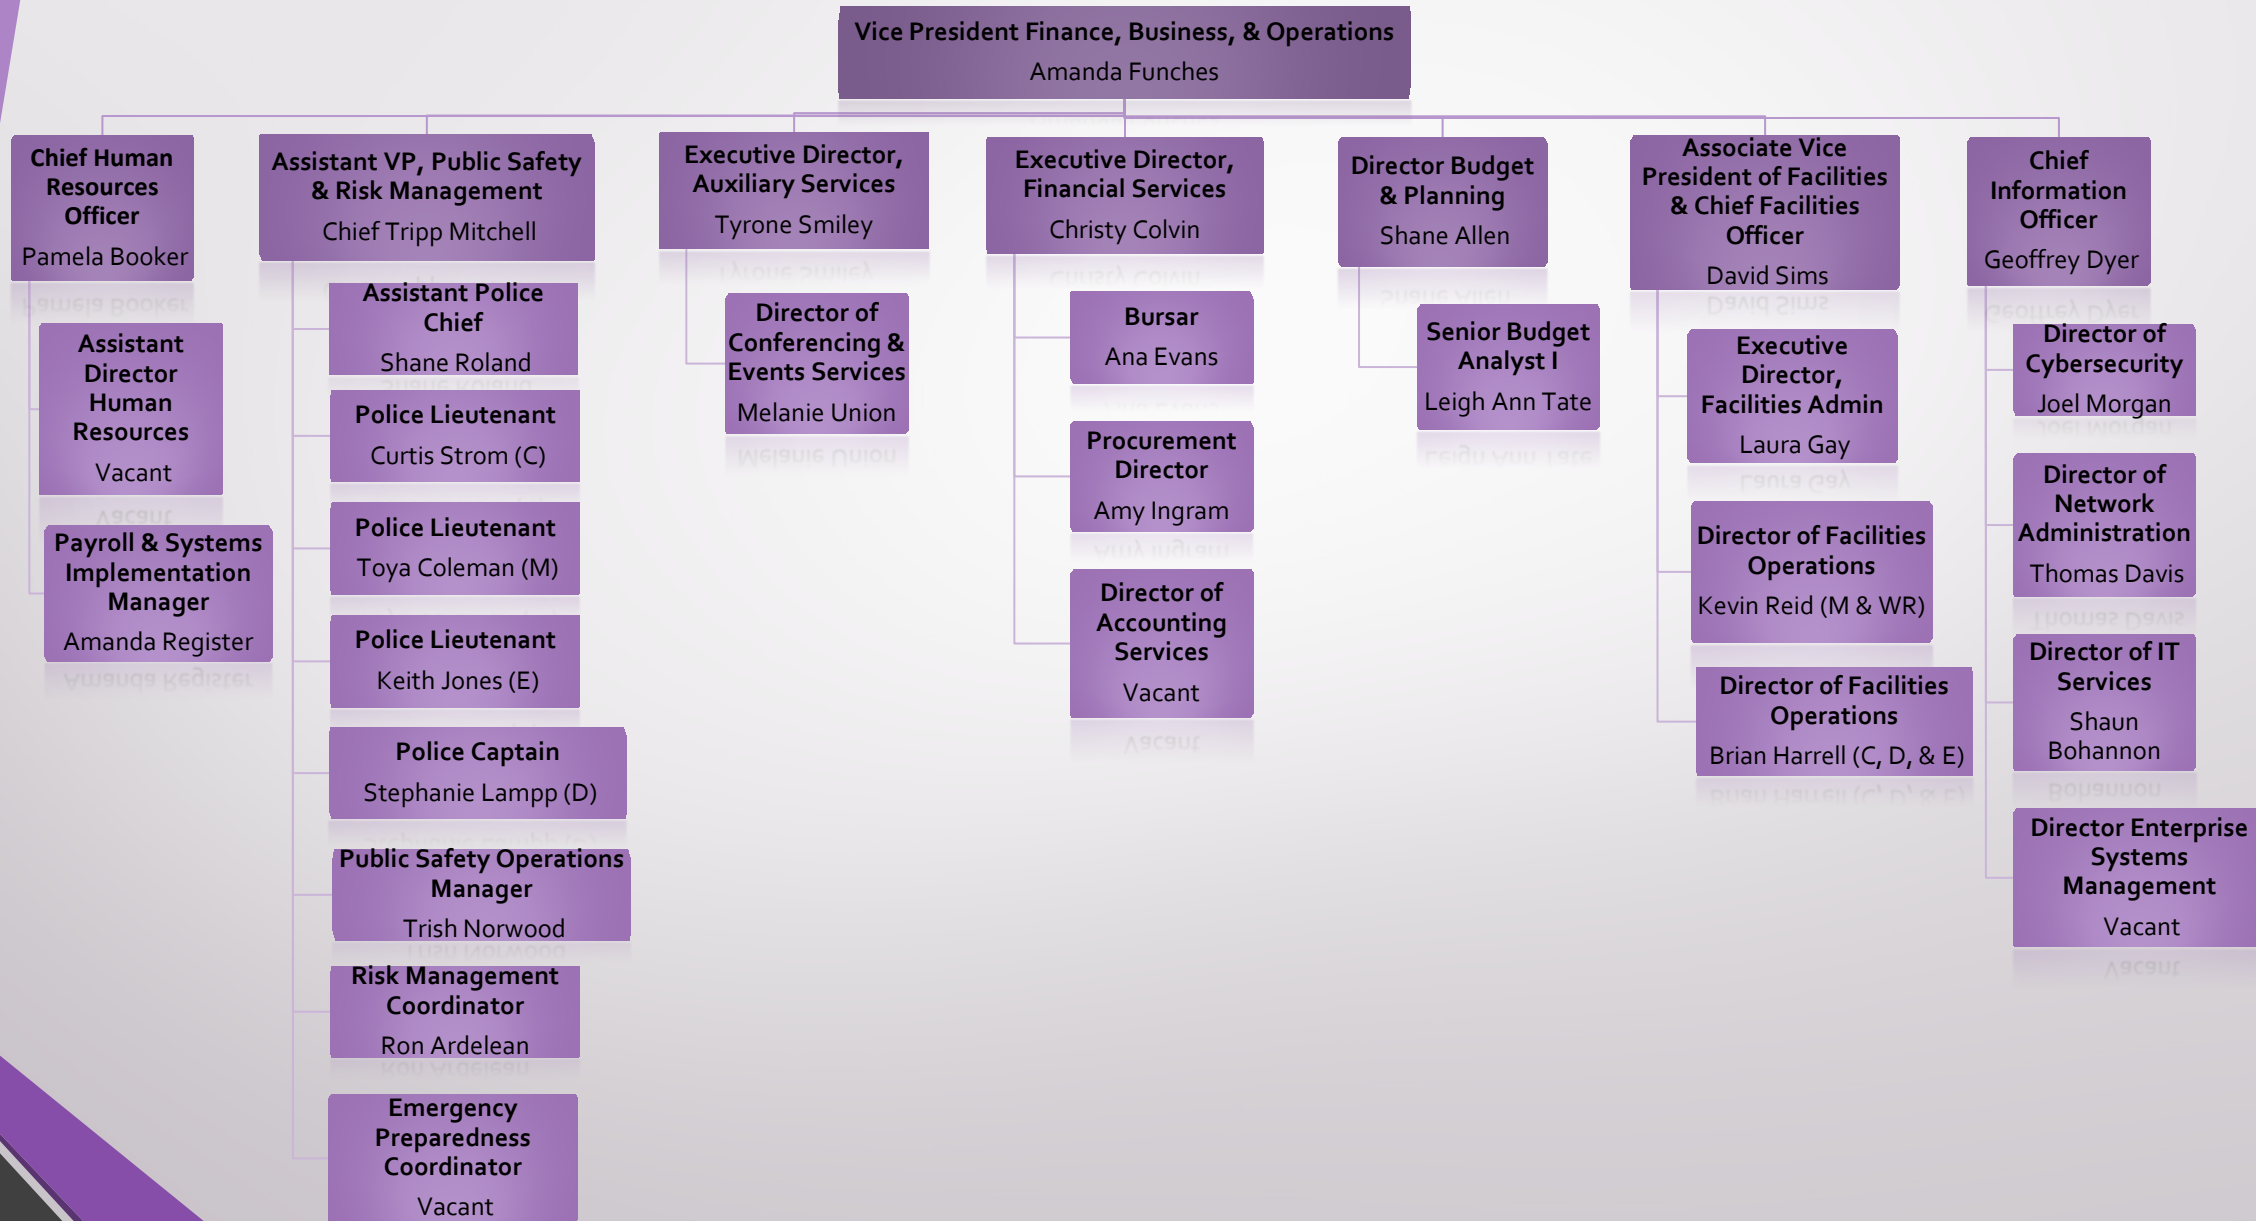 Vice President Finance, Business, & Operations
Amanda Funches
Chief Human
Resources
Officer
Pamela Booker
Assistant
Director
Human
Resources
Vacant
Payroll & Systems
Implementation
Manager
Amanda Register
Assistant VP, Public Safety
& Risk Management
Chief Tripp Mitchell
Assistant Police
Chief
Shane Roland
Police Lieutenant
Curtis Strom (C)
Police Lieutenant
Toya Coleman (M)
Police Lieutenant
Keith Jones (E)
Police Captain
Stephanie Lampp (D)
Public Safety Operations
Manager
Trish Norwood
Risk Management
Coordinator
Ron Ardelean
Emergency
Preparedness
Coordinator
Vacant
Executive Director,
Auxiliary Services
Tyrone Smiley
Director of
Conferencing &
Events Services
Melanie Union
Executive Director,
Financial Services
Christy Colvin
Bursar
Ana Evans
Procurement
Director
Amy Ingram
Director of
Accounting
Services
Vacant
Director Budget
& Planning
Shane Allen
Senior Budget
Analyst I
Leigh Ann Tate
Associate Vice
President of Facilities
& Chief Facilities
Officer
David Sims
Executive
Director,
Facilities Admin
Laura Gay
Director of Facilities
Operations
Kevin Reid (M & WR)
Director of Facilities
Operations
Brian Harrell (C, D, & E)
Chief
Information
Officer
Geoffrey Dyer
Director of
Cybersecurity
Joel Morgan
Director of
Network
Administration
Thomas Davis
Director of IT
Services
Shaun
Bohannon
Director Enterprise
Systems
Management
Vacant